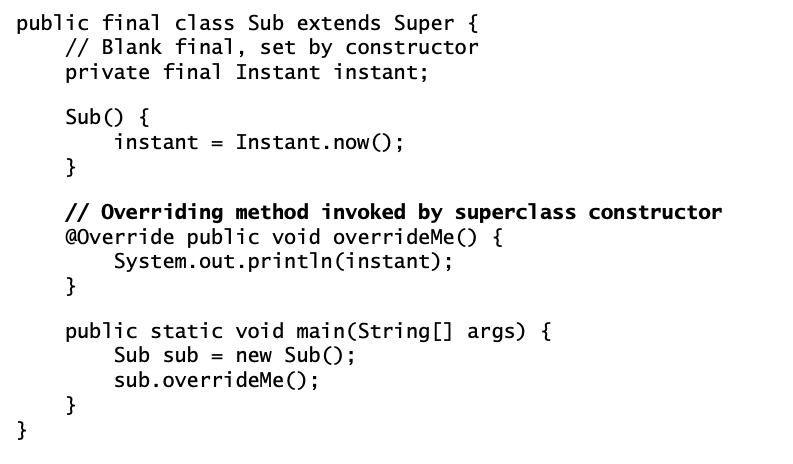 public final class Sub extends Super {
    // Blank final, set by constructor
    private final Instant instant;

    Sub() {
        instant = Instant.now();
    }

    // Overriding method invoked by superclass constructor
    @Override public void overrideMe() {
        System.out.println(instant);
    }

    public static void main(String[] args) {
        Sub sub = new Sub();
        sub.overrideMe();
    }
}